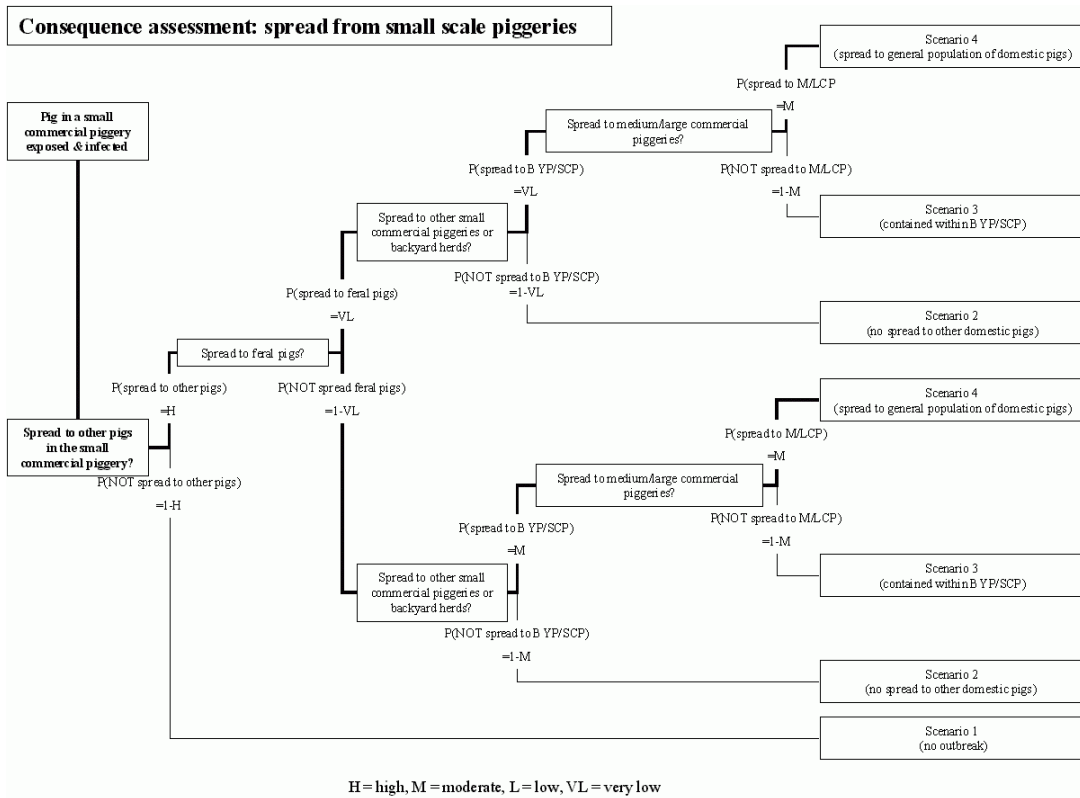 Consequence assessment: spread from small scale piggeries
Scenario 4
(spread to general population of domestic pigs)
P(spread to M/LCP
=M
Pig in a small
commercial piggery
exposed & infected
Spread to medium/large commercial
piggeries?
P(spread to B YP/SCP)
=VL
P(NOT spread to M/LCP)
=1-M
Scenario 3
(contained within B YP/SCP)
Spread to other small
commercial piggeries or
backyard herds?
P(NOT spread to B YP/SCP)
=1-VL
P(spread to feral pigs)
=VL
Scenario 2
(no spread to other domestic pigs)
Spread to feral pigs?
P(spread to other pigs)
=H
P(NOT spread feral pigs)
=1-VL
Scenario 4
(spread to general population of domestic pigs)
P(spread to M/LCP)
=M
Spread to other pigs
in the small
commercial piggery?
P(NOT spread to other pigs)
=1-H
Spread to medium/large commercial
piggeries?
P(spread to B YP/SCP)
=M
P(NOT spread to M/LCP)
=1-M
Scenario 3
(contained within B YP/SCP)
Spread to other small
commercial piggeries or
backyard herds?
P(NOT spread to B YP/SCP)
=1-M
Scenario 2
(no spread to other domestic pigs)
Scenario 1
(no outbreak)
H = high, M = moderate, L = low, VL = very low